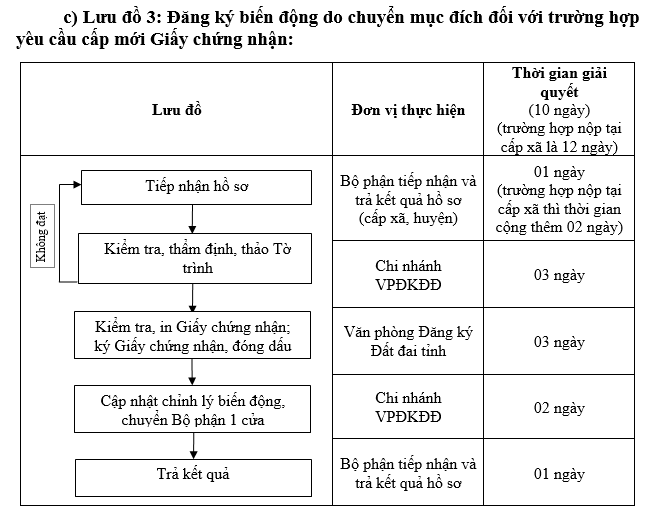 c) Lưu đồ 3: Đăng ký biến động do chuyển mục đích đối với trường hợp
yêu cầu cấp mới Giấy chứng nhận:
Lưu đồ
Đơn vị thực hiện
Thời gian giải
quyết
(10 ngày)
(trường hợp nộp tại
cấp xã là 12 ngày)
Tiếp nhận hồ sơ
Bộ phận tiếp nhận và
trả kết quả hồ sơ
(cấp xã, huyện)
01 ngày
(trường hợp nộp tại
cấp xã thì thời gian
cộng thêm 02 ngày)
Không đạt
Kiểm tra, thẩm định, thảo Tờ
trình
Chi nhánh
VPĐKĐĐ
03 ngày
Kiểm tra, in Giấy chứng nhận;
ký Giấy chứng nhận, đóng dấu
Văn phòng Đăng ký
Đất đai tỉnh
03 ngày
Cập nhật chỉnh lý biến động,
chuyển Bộ phận 1 cửa
Chi nhánh
VPĐKĐĐ
02 ngày
Trả kết quả
Bộ phận tiếp nhận và
trả kết quả hồ sơ
01 ngày